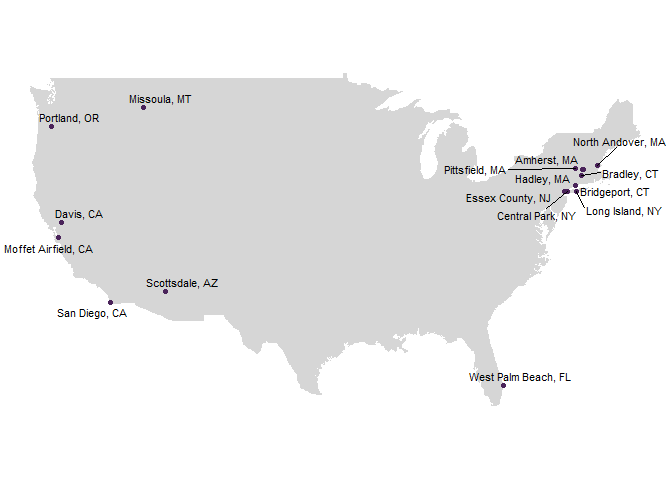 Missoula, MT
Portland, OR
North Andover, MA
Amherst, MA
Pittsfield, MA
Bradley, CT
Hadley, MA
Bridgeport, CT
Essex County, NJ
Long Island, NY
Central Park, NY
Davis, CA
Moffet Airfield, CA
Scottsdale, AZ
San Diego, CA
West Palm Beach, FL